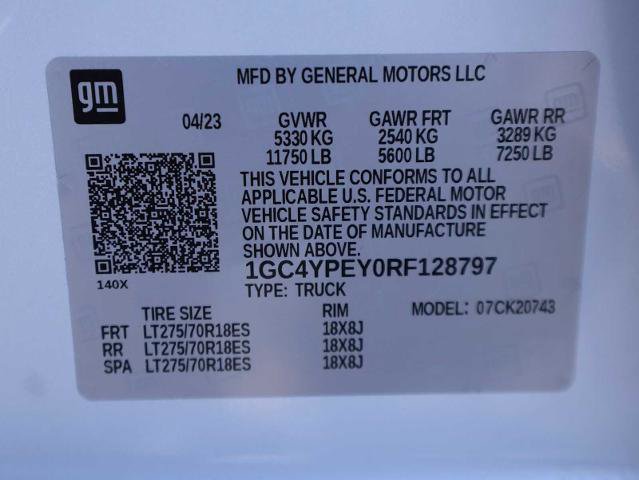 gm
MFD BY GENERAL MOTORS LLC
04/23 GVWR GAWR FRT GAWR RR
5330 KG 2540 KG 3289 KG
11750 LB 5600 LB 7250 LB
THIS VEHICLE CONFORMS TO ALL
APPLICABLE U.S. FEDERAL MOTOR
VEHICLE SAFETY STANDARDS IN EFFECT
ON THE DATE OF MANUFACTURE
SHOWN ABOVE.
140X
1GC4YPEY0RF128797
TYPE: TRUCK MODEL: 07CK20743
TIRE SIZE RIM
FRT LT275/70R18ES 18X8J
RR LT275/70R18ES 18X8J
SPA LT275/70R18ES 18X8J